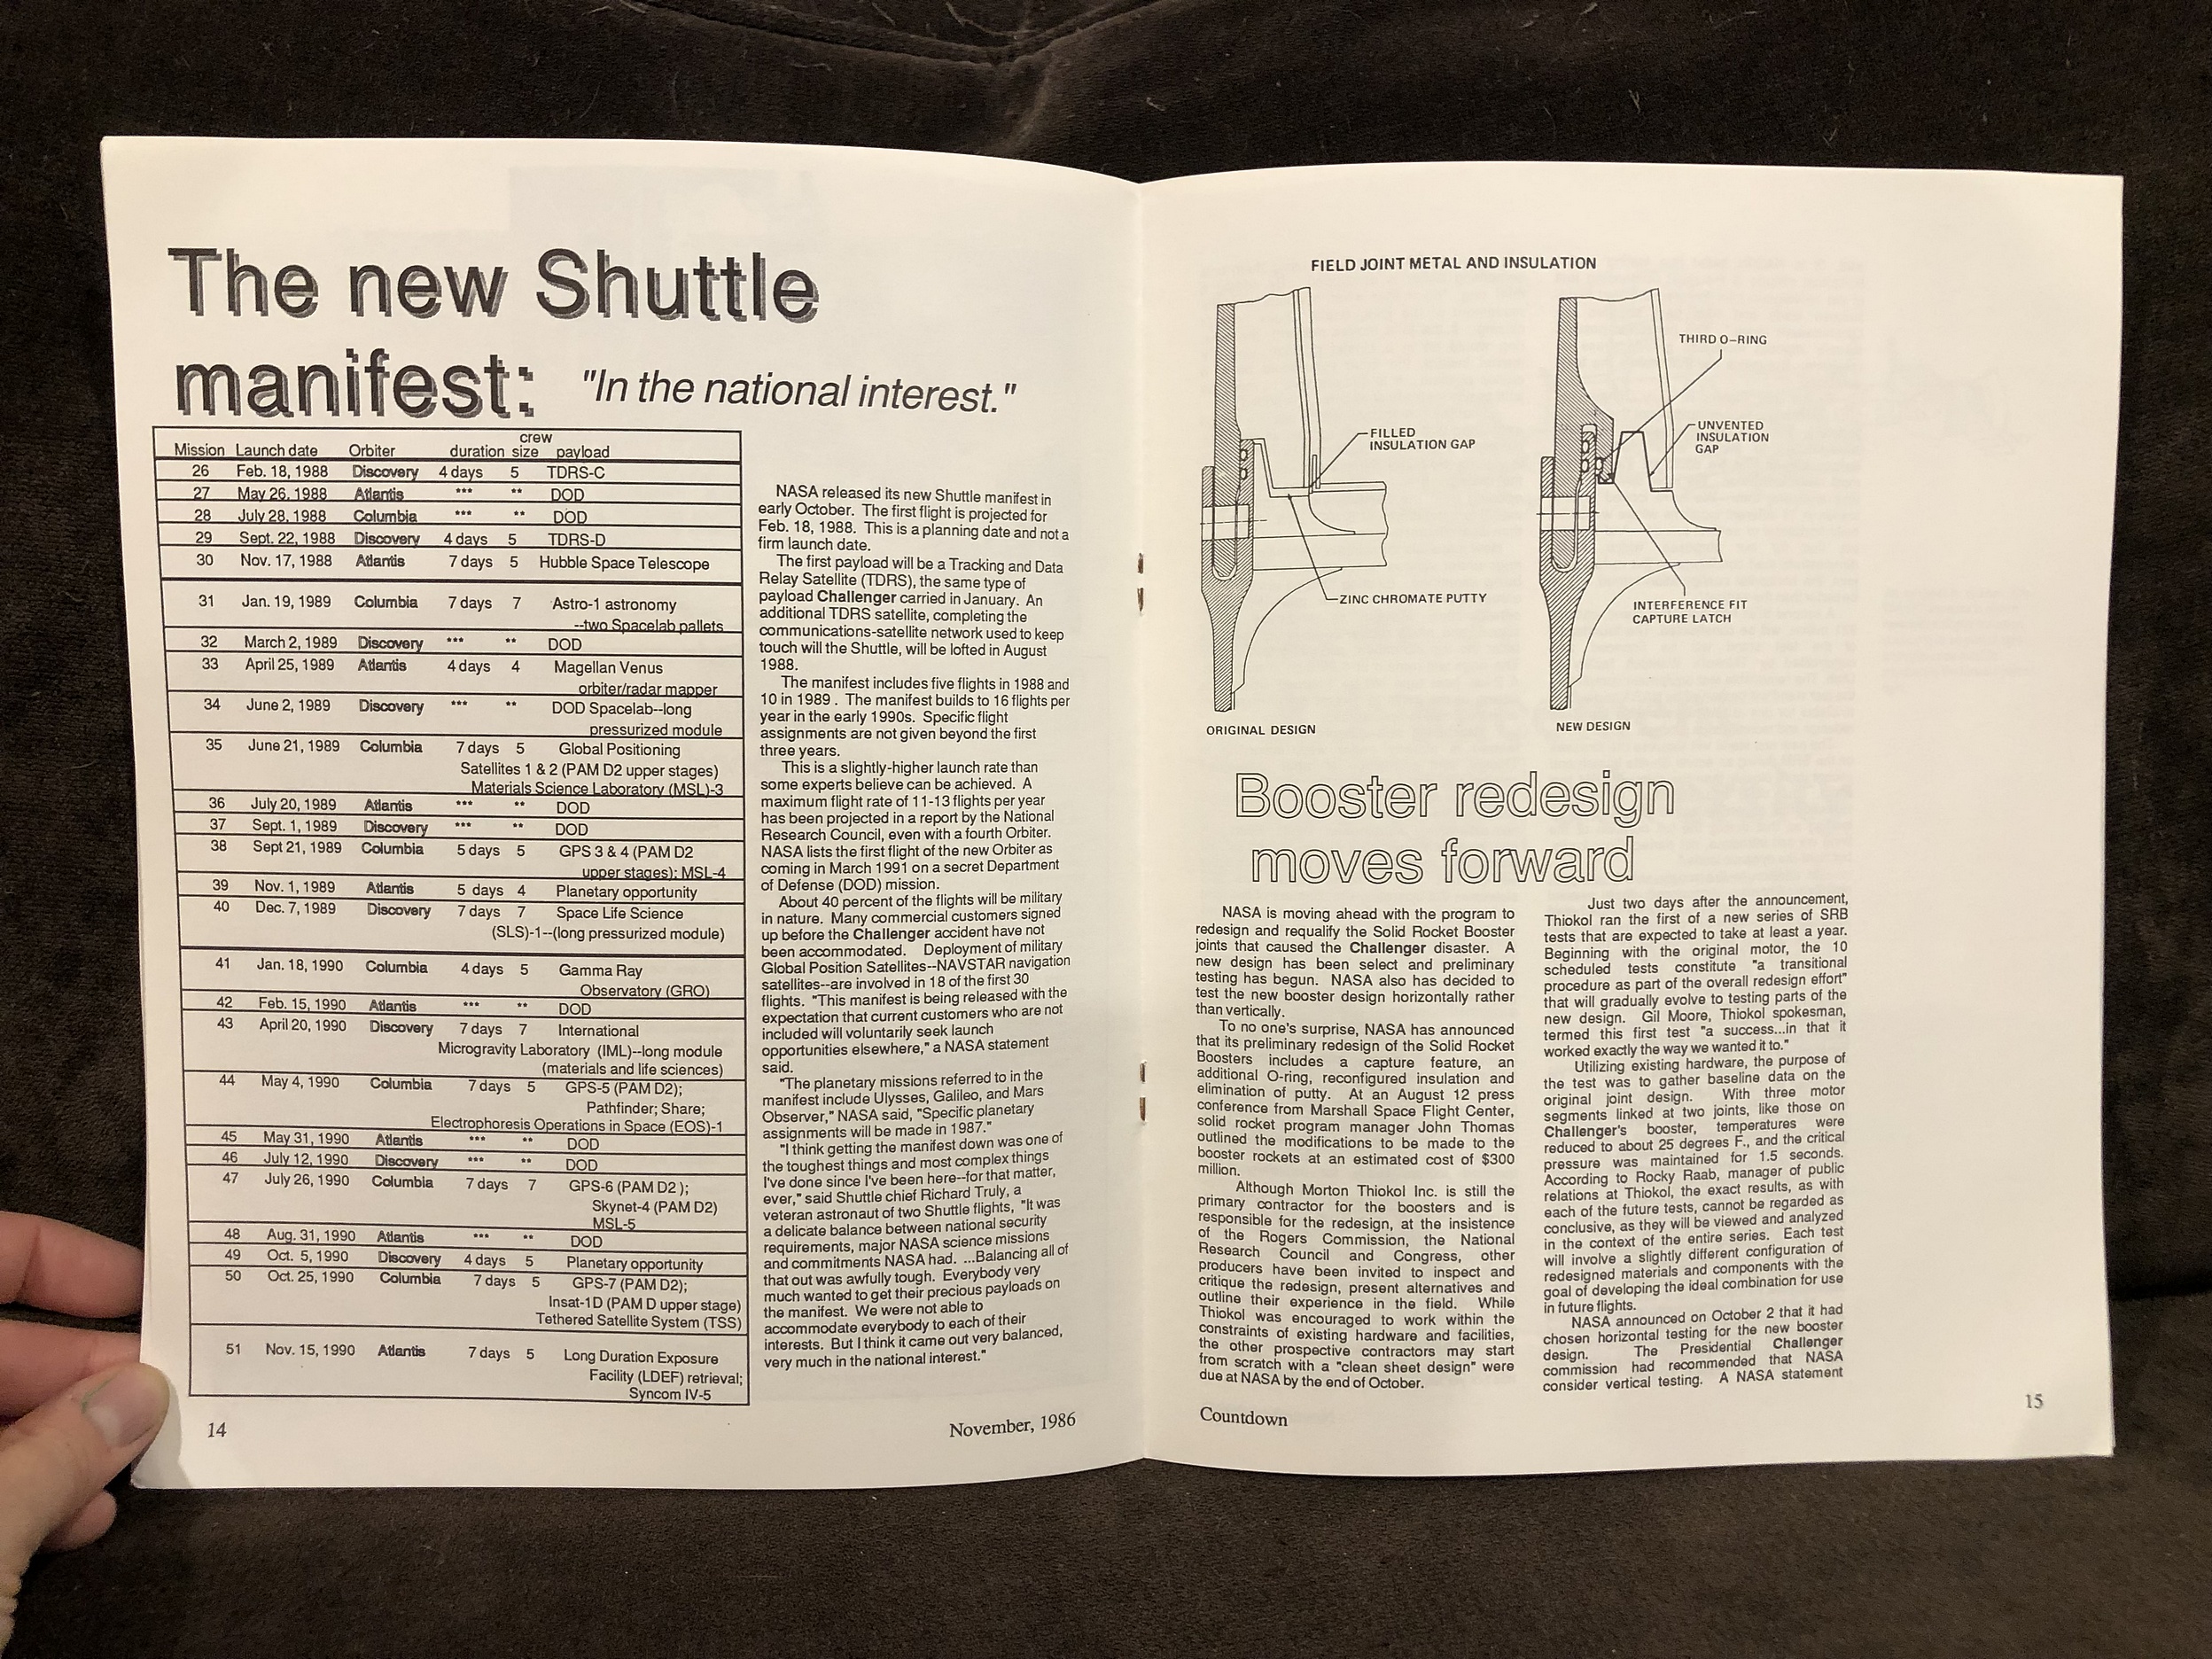 The new Shuttle
manifest: "In the national interest."
crew
Mission Launch date Orbiter duration size payload
26 Feb. 18, 1988 Discovery 4 days 5 TDRS-C
27 May 26, 1988 Atlantis *** ** DOD
28 July 28, 1988 Columbia *** ** DOD
29 Sept. 22, 1988 Discovery 4 days 5 TDRS-D
30 Nov. 17, 1988 Atlantis 7 days 5 Hubble Space Telescope
31 Jan. 19, 1989 Columbia 7 days 7 Astro-1 astronomy
--two Spacelab pallets
32 March 2, 1989 Discovery *** ** DOD
33 April 25, 1989 Atlantis 4 days 4 Magellan Venus
orbiter/radar mapper
34 June 2, 1989 Discovery *** ** DOD Spacelab--long
pressurized module
35 June 21, 1989 Columbia 7 days 5 Global Positioning
Satellites 1 & 2 (PAM D2 upper stages)
Materials Science Laboratory (MSL)-3
36 July 20, 1989 Atlantis *** ** DOD
37 Sept. 1, 1989 Discovery *** ** DOD
38 Sept 21, 1989 Columbia 5 days 5 GPS 3 & 4 (PAM D2
upper stages); MSL-4
39 Nov. 1, 1989 Atlantis 5 days 4 Planetary opportunity
40 Dec. 7, 1989 Discovery 7 days 7 Space Life Science
(SLS)-1--(long pressurized module)
41 Jan. 18, 1990 Columbia 4 days 5 Gamma Ray
Observatory (GRO)
42 Feb. 15, 1990 Atlantis *** ** DOD
43 April 20, 1990 Discovery 7 days 7 International
Microgravity Laboratory (IML)--long module
(materials and life sciences)
44 May 4, 1990 Columbia 7 days 5 GPS-5 (PAM D2);
Pathfinder; Share;
Electrophoresis Operations in Space (EOS)-1
45 May 31, 1990 Atlantis *** ** DOD
46 July 12, 1990 Discovery *** ** DOD
47 July 26, 1990 Columbia 7 days 7 GPS-6 (PAM D2 );
Skynet-4 (PAM D2)
MSL-5
48 Aug. 31, 1990 Atlantis *** ** DOD
49 Oct. 5, 1990 Discovery 4 days 5 Planetary opportunity
50 Oct. 25, 1990 Columbia 7 days 5 GPS-7 (PAM D2);
Insat-1D (PAM D upper stage)
Tethered Satellite System (TSS)
51 Nov. 15, 1990 Atlantis 7 days 5 Long Duration Exposure
Facility (LDEF) retrieval;
Syncom IV-5
NASA released its new Shuttle manifest in
early October. The first flight is projected for
Feb. 18, 1988. This is a planning date and not a
firm launch date.
The first payload will be a Tracking and Data
Relay Satellite (TDRS), the same type of
payload Challenger carried in January. An
additional TDRS satellite, completing the
communications-satellite network used to keep
touch will the Shuttle, will be lofted in August
1988.
The manifest includes five flights in 1988 and
10 in 1989 . The manifest builds to 16 flights per
year in the early 1990s. Specific flight
assignments are not given beyond the first
three years.
This is a slightly-higher launch rate than
some experts believe can be achieved. A
maximum flight rate of 11-13 flights per year
has been projected in a report by the National
Research Council, even with a fourth Orbiter.
NASA lists the first flight of the new Orbiter as
coming in March 1991 on a secret Department
of Defense (DOD) mission.
About 40 percent of the flights will be military
in nature. Many commercial customers signed
up before the Challenger accident have not
been accommodated. Deployment of military
Global Position Satellites--NAVSTAR navigation
satellites--are involved in 18 of the first 30
flights. "This manifest is being released with the
expectation that current customers who are not
included will voluntarily seek launch
opportunities elsewhere," a NASA statement
said.
"The planetary missions referred to in the
manifest include Ulysses, Galileo, and Mars
Observer," NASA said, "Specific planetary
assignments will be made in 1987."
"I think getting the manifest down was one of
the toughest things and most complex things
I've done since I've been here--for that matter,
ever," said Shuttle chief Richard Truly, a
veteran astronaut of two Shuttle flights, "It was
a delicate balance between national security
requirements, major NASA science missions
and commitments NASA had. ...Balancing all of
that out was awfully tough. Everybody very
much wanted to get their precious payloads on
the manifest. We were not able to
accommodate everybody to each of their
interests. But I think it came out very balanced,
very much in the national interest."
14 November, 1986
FIELD JOINT METAL AND INSULATION
THIRD O-RING
FILLED
INSULATION GAP
UNVENTED
INSULATION
GAP
ZINC CHROMATE PUTTY
INTERFERENCE FIT
CAPTURE LATCH
ORIGINAL DESIGN
NEW DESIGN
Booster redesign
moves forward
NASA is moving ahead with the program to
redesign and requalify the Solid Rocket Booster
joints that caused the Challenger disaster. A
new design has been select and preliminary
testing has begun. NASA also has decided to
test the new booster design horizontally rather
than vertically.
To no one's surprise, NASA has announced
that its preliminary redesign of the Solid Rocket
Boosters includes a capture feature, an
additional O-ring, reconfigured insulation and
elimination of putty. At an August 12 press
conference from Marshall Space Flight Center,
solid rocket program manager John Thomas
outlined the modifications to be made to the
booster rockets at an estimated cost of $300
million.
Although Morton Thiokol Inc. is still the
primary contractor for the boosters and is
responsible for the redesign, at the insistence
of the Rogers Commission, the National
Research Council and Congress, other
producers have been invited to inspect and
critique the redesign, present alternatives and
outline their experience in the field. While
Thiokol was encouraged to work within the
constraints of existing hardware and facilities,
the other prospective contractors may start
from scratch with a "clean sheet design" were
due at NASA by the end of October.
Just two days after the announcement,
Thiokol ran the first of a new series of SRB
tests that are expected to take at least a year.
Beginning with the original motor, the 10
scheduled tests constitute "a transitional
procedure as part of the overall redesign effort"
that will gradually evolve to testing parts of the
new design. Gil Moore, Thiokol spokesman,
termed this first test "a success...in that it
worked exactly the way we wanted it to."
Utilizing existing hardware, the purpose of
the test was to gather baseline data on the
original joint design. With three motor
segments linked at two joints, like those on
Challenger's booster, temperatures were
reduced to about 25 degrees F., and the critical
pressure was maintained for 1.5 seconds.
According to Rocky Raab, manager of public
relations at Thiokol, the exact results, as with
each of the future tests, cannot be regarded as
conclusive, as they will be viewed and analyzed
in the context of the entire series. Each test
will involve a slightly different configuration of
redesigned materials and components with the
goal of developing the ideal combination for use
in future flights.
NASA announced on October 2 that it had
chosen horizontal testing for the new booster
design. The Presidential Challenger
commission had recommended that NASA
consider vertical testing. A NASA statement
Countdown 15